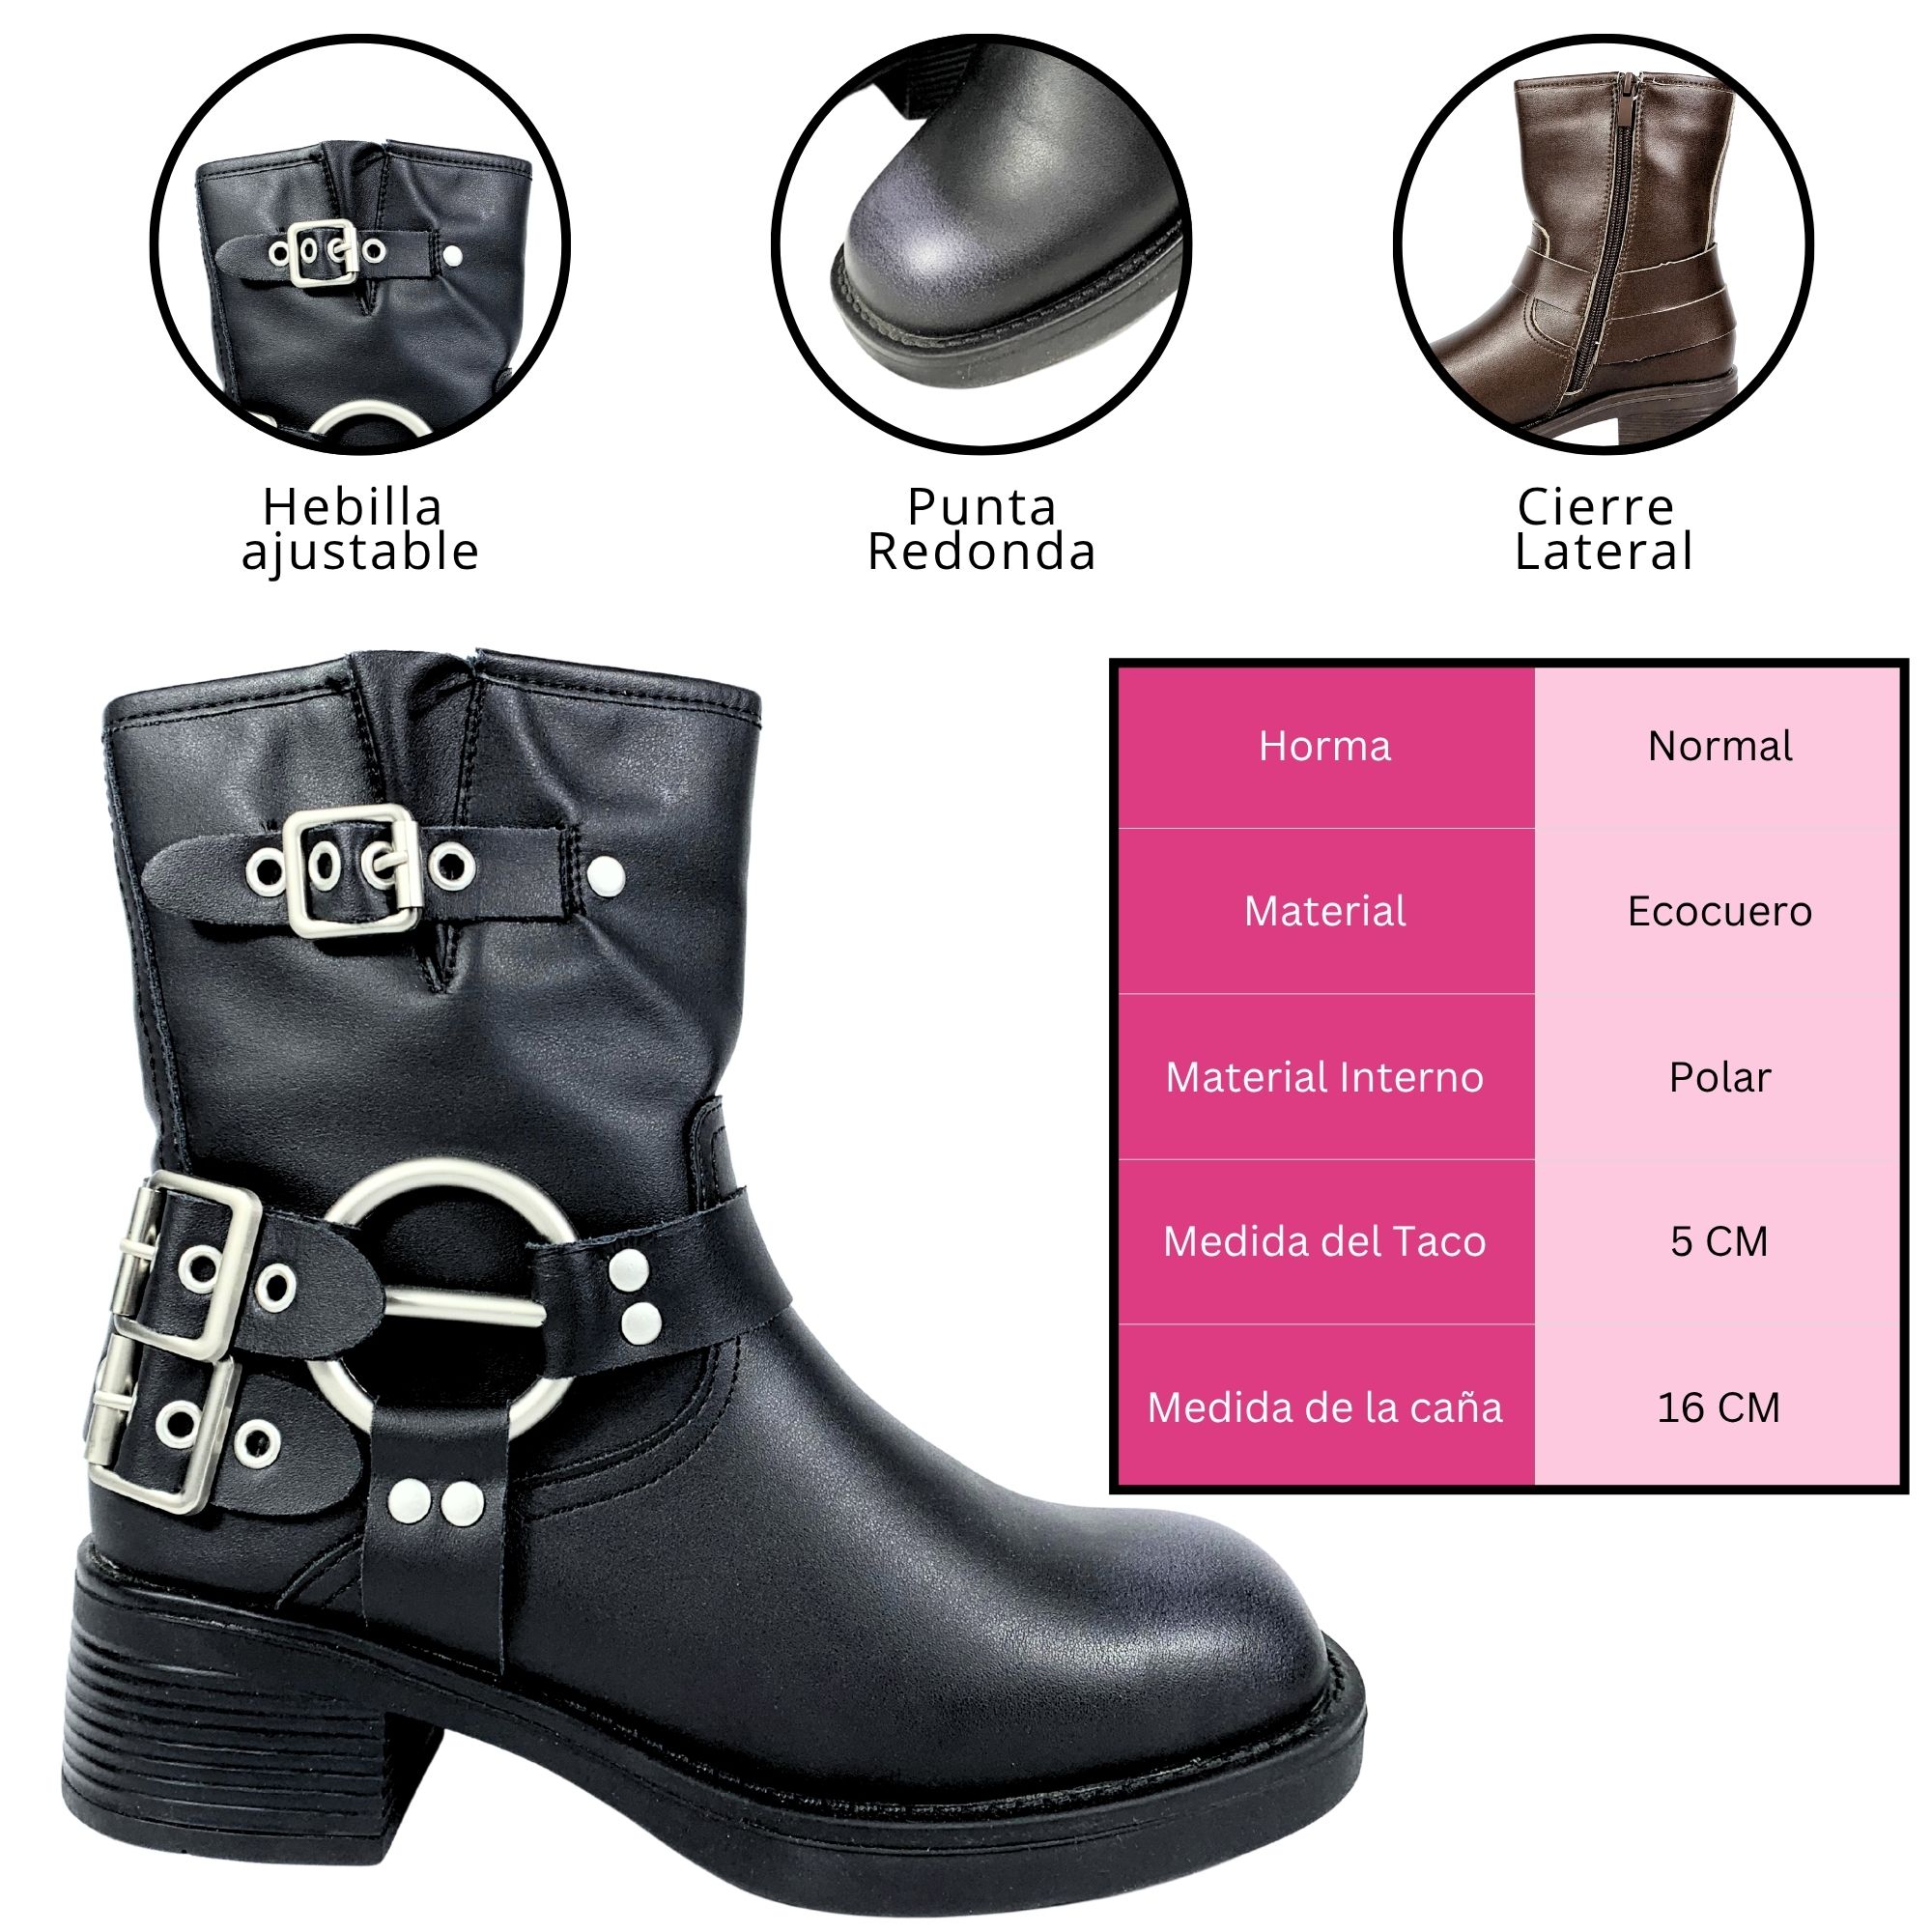 Hebilla
ajustable
Punta
Redonda
Cierre
Lateral
Horma Normal
Material Ecocuero
Material Interno Polar
Medida del Taco 5 CM
Medida de la caña 16 CM